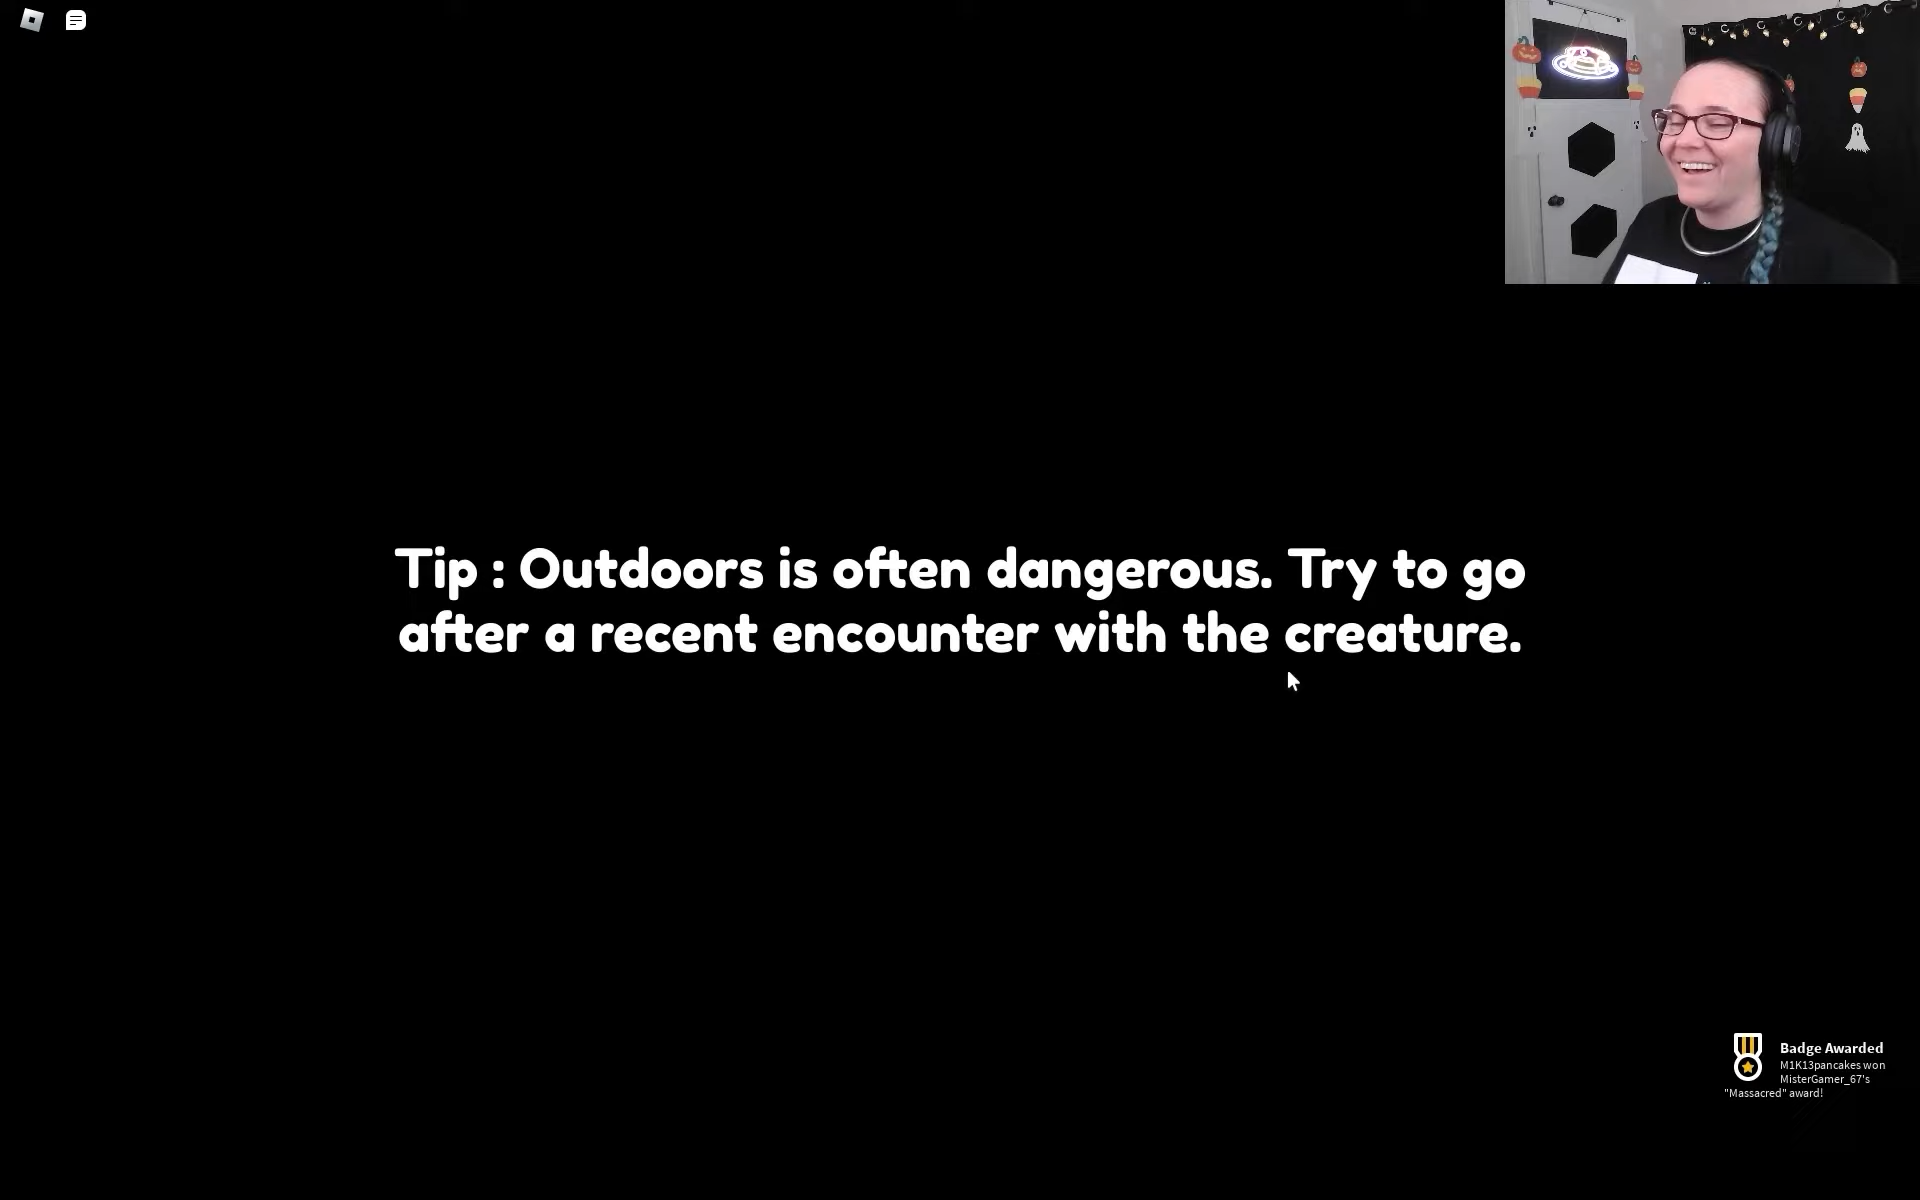 Tip : Outdoors is often dangerous. Try to go
after a recent encounter with the creature.
Badge Awarded
M1K13pancakes won
MisterGamer_67's
"Massacred" award!